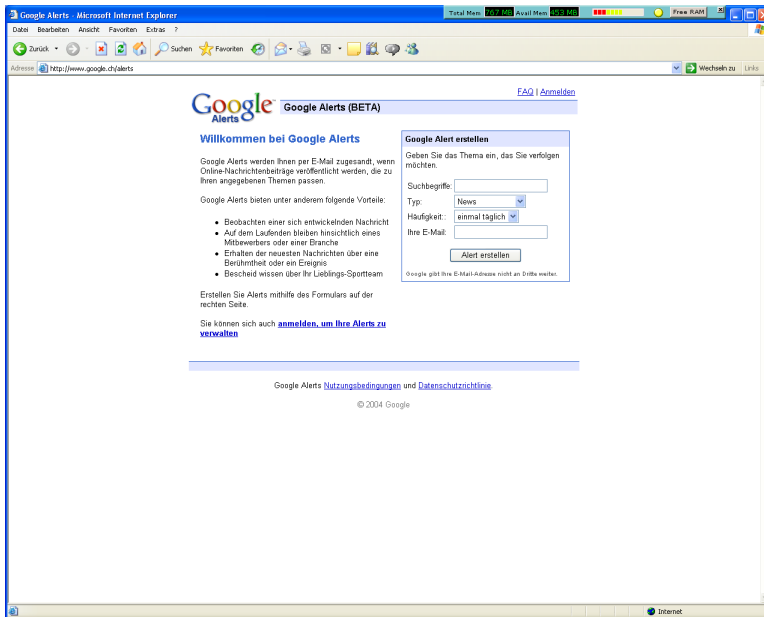 Google Alerts - Microsoft Internet Explorer
Total Mem 767 MB Avail Mem 453 MB Free RAM
Datei Bearbeiten Ansicht Favoriten Extras ?
Zurück Suchen Favoriten
Adresse http://www.google.ch/alerts Wechseln zu Links
FAQ | Anmelden
Google Alerts
Google Alerts (BETA)
Willkommen bei Google Alerts
Google Alerts werden Ihnen per E-Mail zugesandt, wenn
Online-Nachrichtenbeiträge veröffentlicht werden, die zu
Ihren angegebenen Themen passen.
Google Alerts bieten unter anderem folgende Vorteile:
• Beobachten einer sich entwickelnden Nachricht
• Auf dem Laufenden bleiben hinsichtlich eines
Mitbewerbers oder einer Branche
• Erhalten der neuesten Nachrichten über eine
Berühmtheit oder ein Ereignis
• Bescheid wissen über Ihr Lieblings-Sportteam
Erstellen Sie Alerts mithilfe des Formulars auf der
rechten Seite.
Sie können sich auch anmelden, um Ihre Alerts zu
verwalten
Google Alert erstellen
Geben Sie das Thema ein, das Sie verfolgen
möchten.
Suchbegriffe:
Typ: News
Häufigkeit:: einmal täglich
Ihre E-Mail:
Alert erstellen
Google gibt Ihre E-Mail-Adresse nicht an Dritte weiter.
Google Alerts Nutzungsbedingungen und Datenschutzrichtlinie.
© 2004 Google
Internet